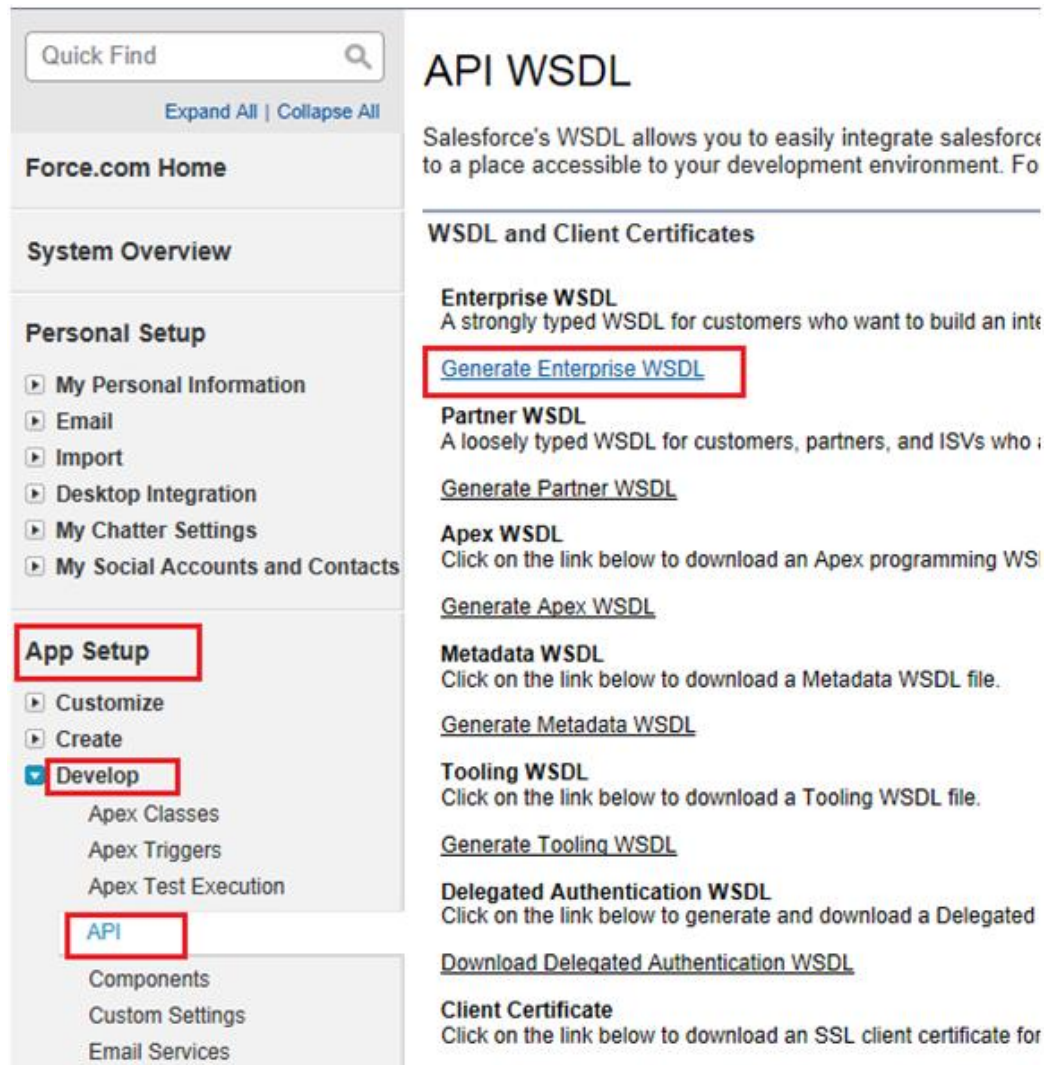 Quick Find
Expand All | Collapse All
Force.com Home
System Overview
Personal Setup
My Personal Information
Email
Import
Desktop Integration
My Chatter Settings
My Social Accounts and Contacts
App Setup
Customize
Create
Develop
Apex Classes
Apex Triggers
Apex Test Execution
API
Components
Custom Settings
Email Services
API WSDL
Salesforce's WSDL allows you to easily integrate salesforce
to a place accessible to your development environment. Fo
WSDL and Client Certificates
Enterprise WSDL
A strongly typed WSDL for customers who want to build an inte
Generate Enterprise WSDL
Partner WSDL
A loosely typed WSDL for customers, partners, and ISVs who
Generate Partner WSDL
Apex WSDL
Click on the link below to download an Apex programming WS
Generate Apex WSDL
Metadata WSDL
Click on the link below to download a Metadata WSDL file.
Generate Metadata WSDL
Tooling WSDL
Click on the link below to download a Tooling WSDL file.
Generate Tooling WSDL
Delegated Authentication WSDL
Click on the link below to generate and download a Delegated
Download Delegated Authentication WSDL
Client Certificate
Click on the link below to download an SSL client certificate for